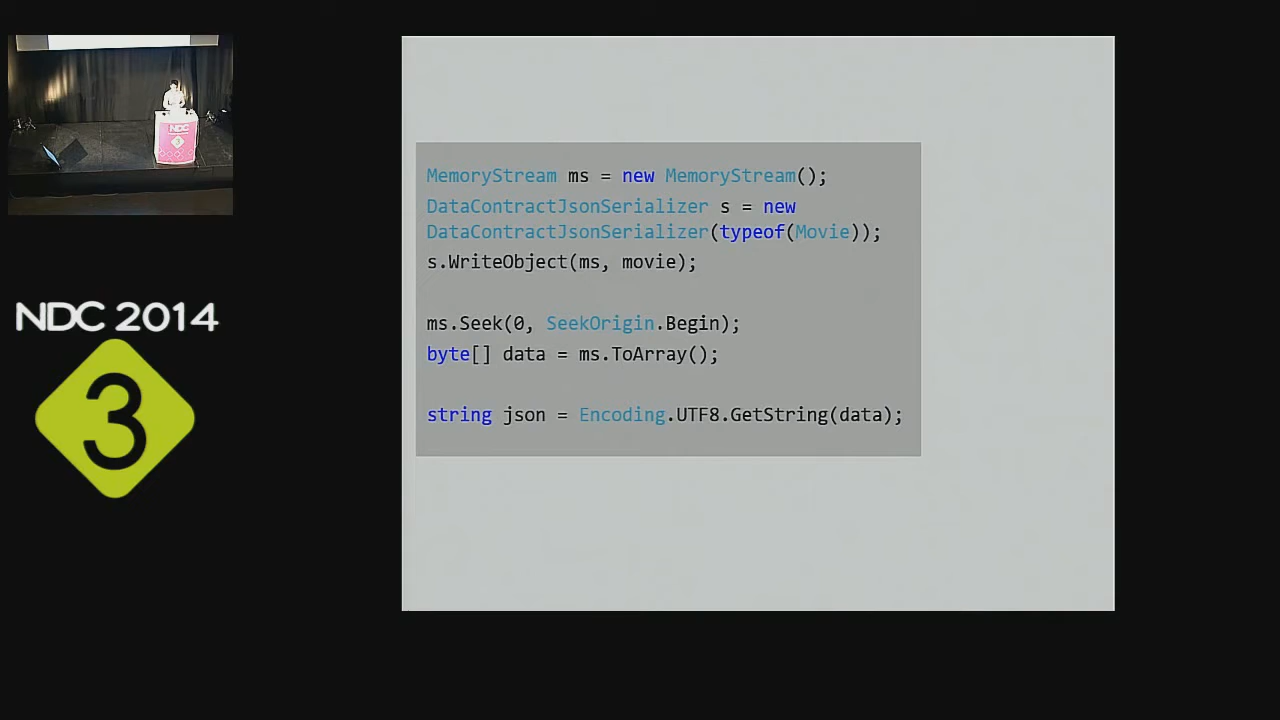 NDC
NDC 2014
3
MemoryStream ms = new MemoryStream();
DataContractJsonSerializer s = new
DataContractJsonSerializer(typeof(Movie));
s.WriteObject(ms, movie);
ms.Seek(0, SeekOrigin.Begin);
byte[] data = ms.ToArray();
string json = Encoding.UTF8.GetString(data);